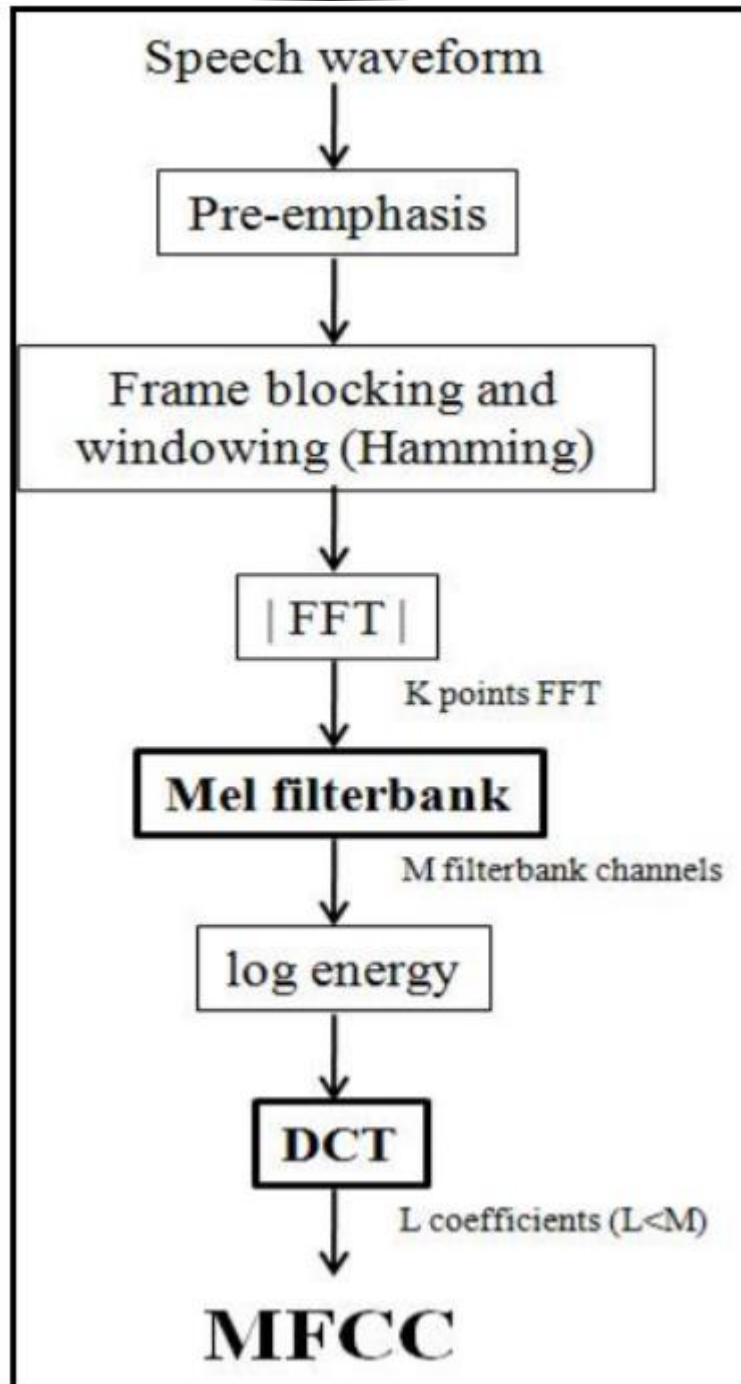 Speech waveform
Pre-emphasis
Frame blocking and
windowing (Hamming)
| FFT |
K points FFT
Mel filterbank
M filterbank channels
log energy
DCT
L coefficients (L<M)
MFCC